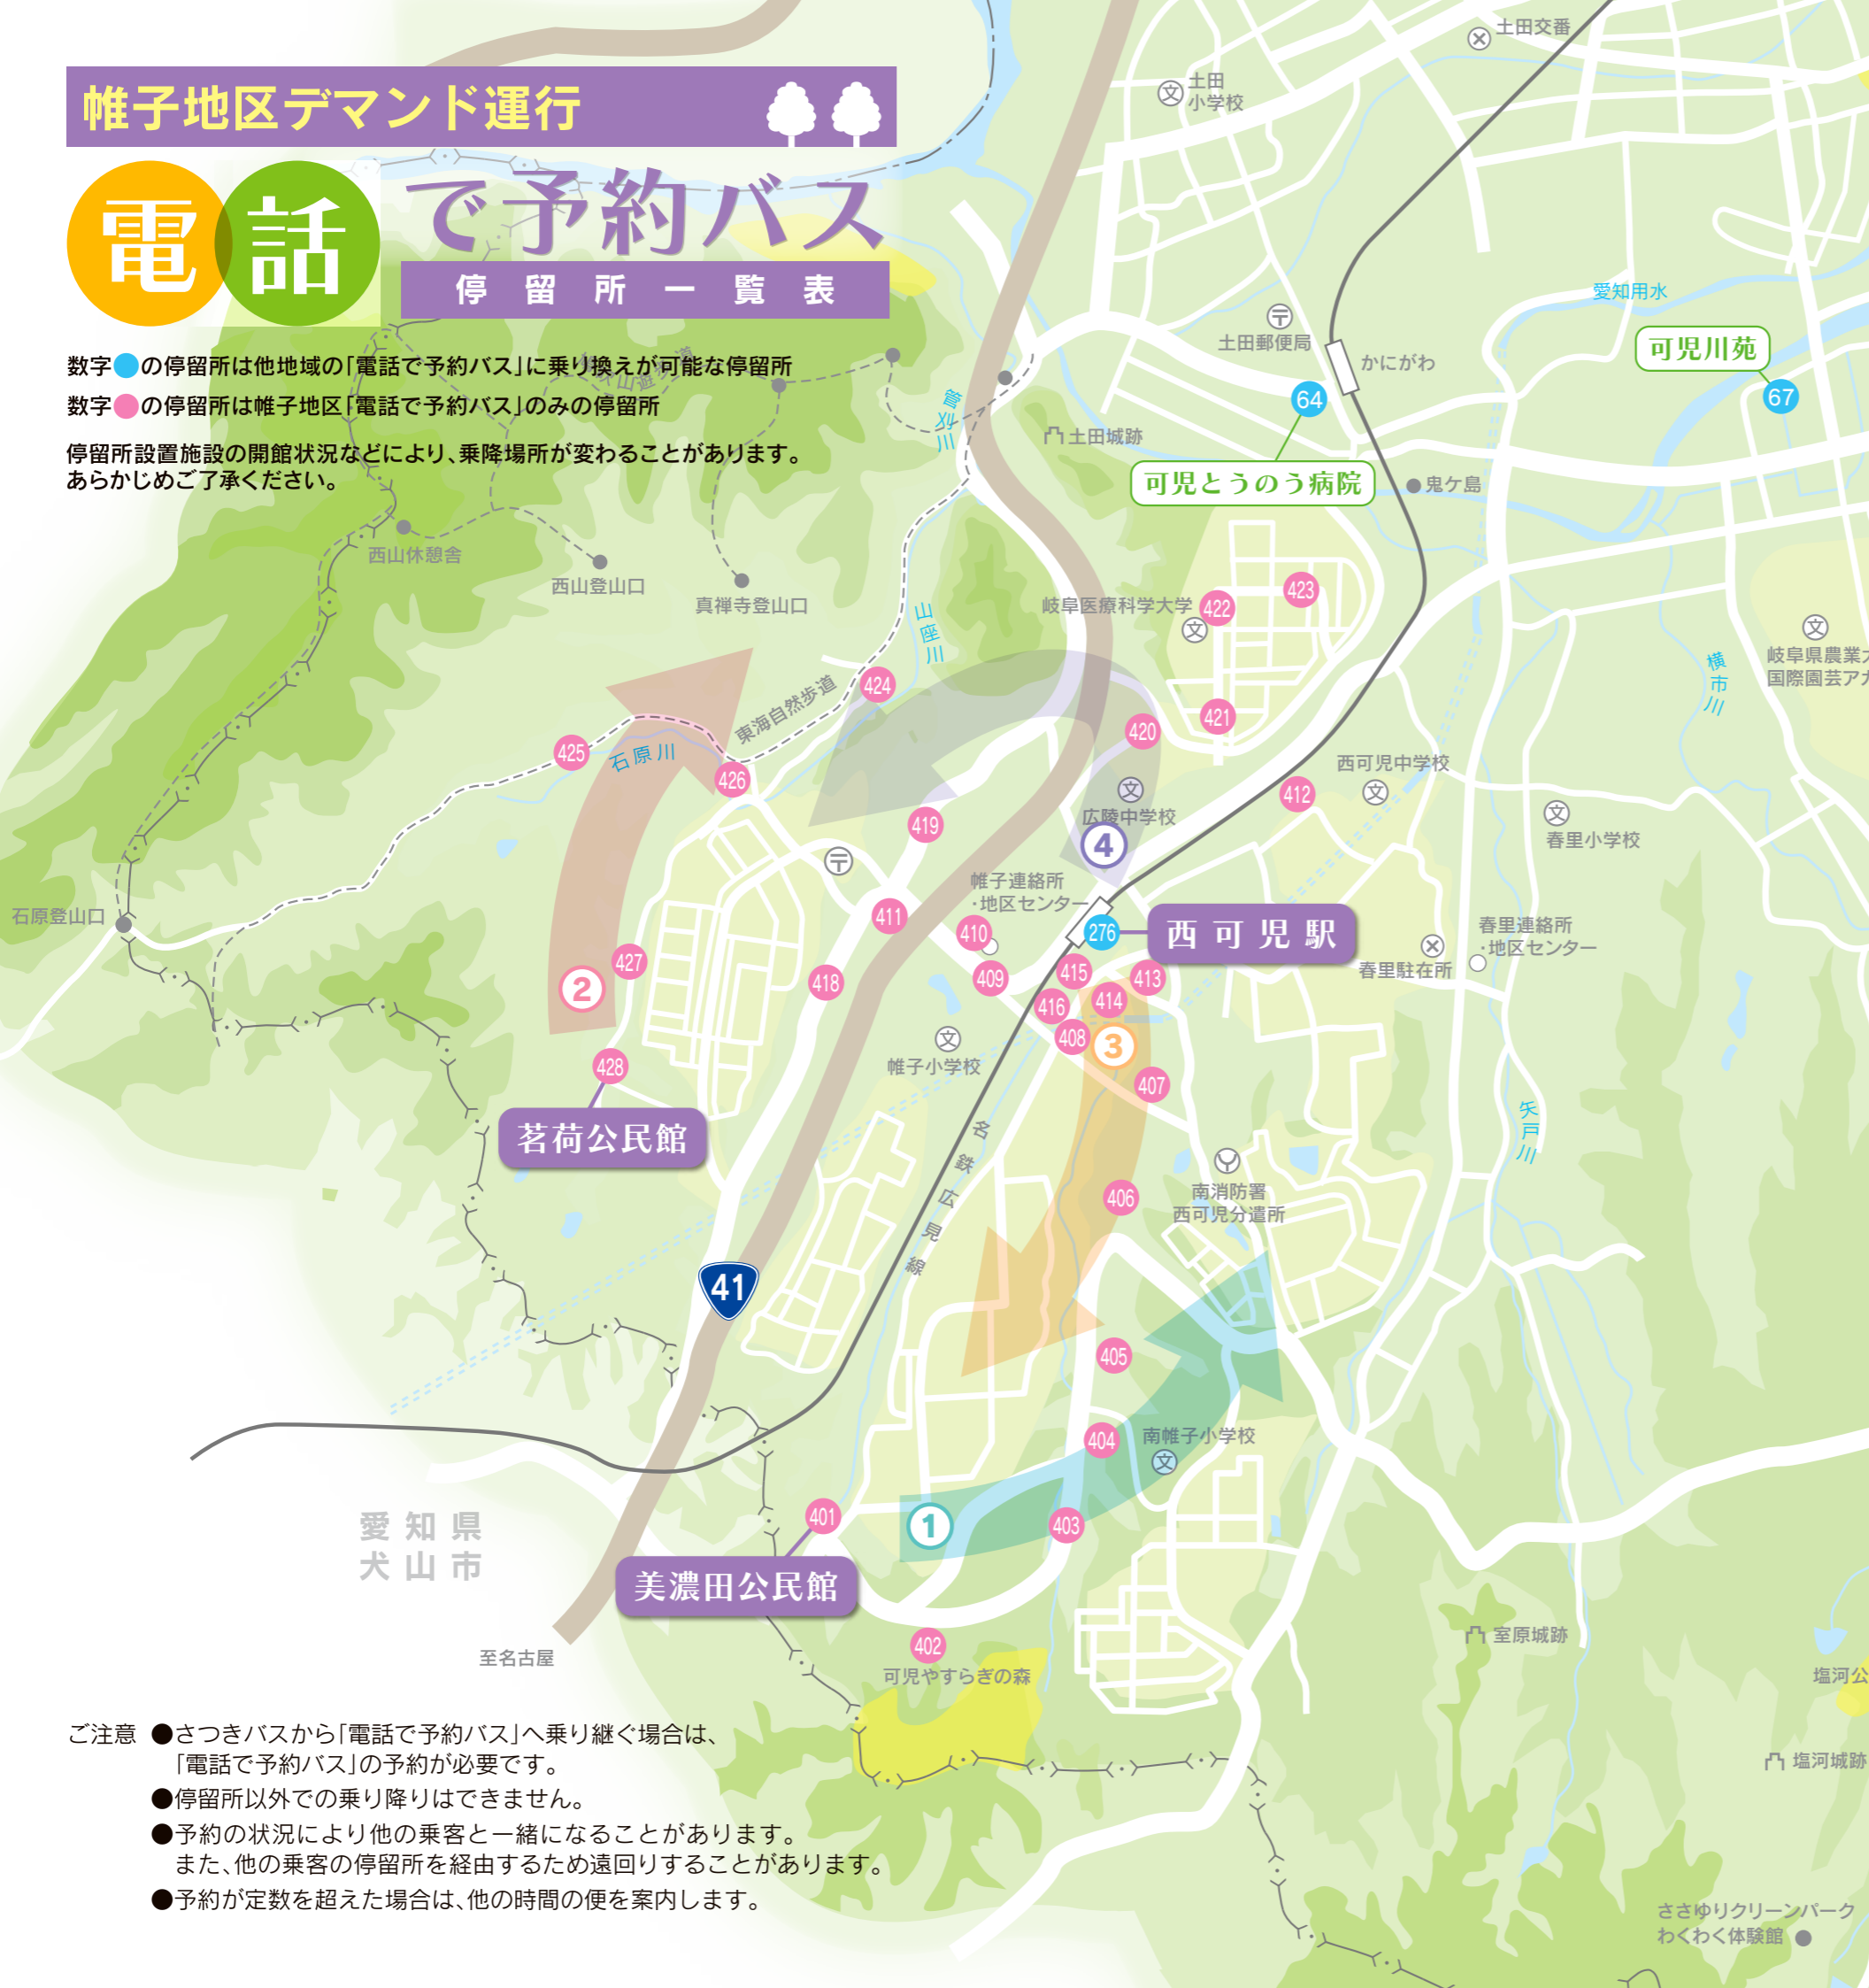 帷子地区デマンド運行
電話で予約バス
停留所一覧表
数字●の停留所は他地域の「電話で予約バス」に乗り換えが可能な停留所
数字●の停留所は帷子地区「電話で予約バス」のみの停留所
停留所設置施設の開館状況などにより、乗降場所が変わることがあります。
あらかじめご了承ください。
土田交番
土田
小学校
愛知用水
土田郵便局
かにがわ
可児川苑
64
67
管刈川
土田城跡
可児とうのう病院
鬼ケ島
西山休憩舎
西山登山口
真禅寺登山口
山座川
岐阜医療科学大学
422
423
横市川
岐阜県農業大
国際園芸アカ
東海自然歩道
424
421
420
425
石原川
426
西可児中学校
412
広陵中学校
4
419
春里小学校
帷子連絡所
・地区センター
石原登山口
411
410
276
西可児駅
春里連絡所
・地区センター
春里駐在所
427
2
418
409
415
413
414
416
408
3
帷子小学校
428
407
茗荷公民館
名鉄広見線
矢戸川
南消防署
西可児分遣所
406
41
405
404
南帷子小学校
愛知県
犬山市
401
1
403
美濃田公民館
402
可児やすらぎの森
至名古屋
室原城跡
塩河公
塩河城跡
ご注意 ●さつきバスから「電話で予約バス」へ乗り継ぐ場合は、
「電話で予約バス」の予約が必要です。
●停留所以外での乗り降りはできません。
●予約の状況により他の乗客と一緒になることがあります。
また、他の乗客の停留所を経由するため遠回りすることがあります。
●予約が定数を超えた場合は、他の時間の便を案内します。
ささゆりクリーンパーク
わくわく体験館